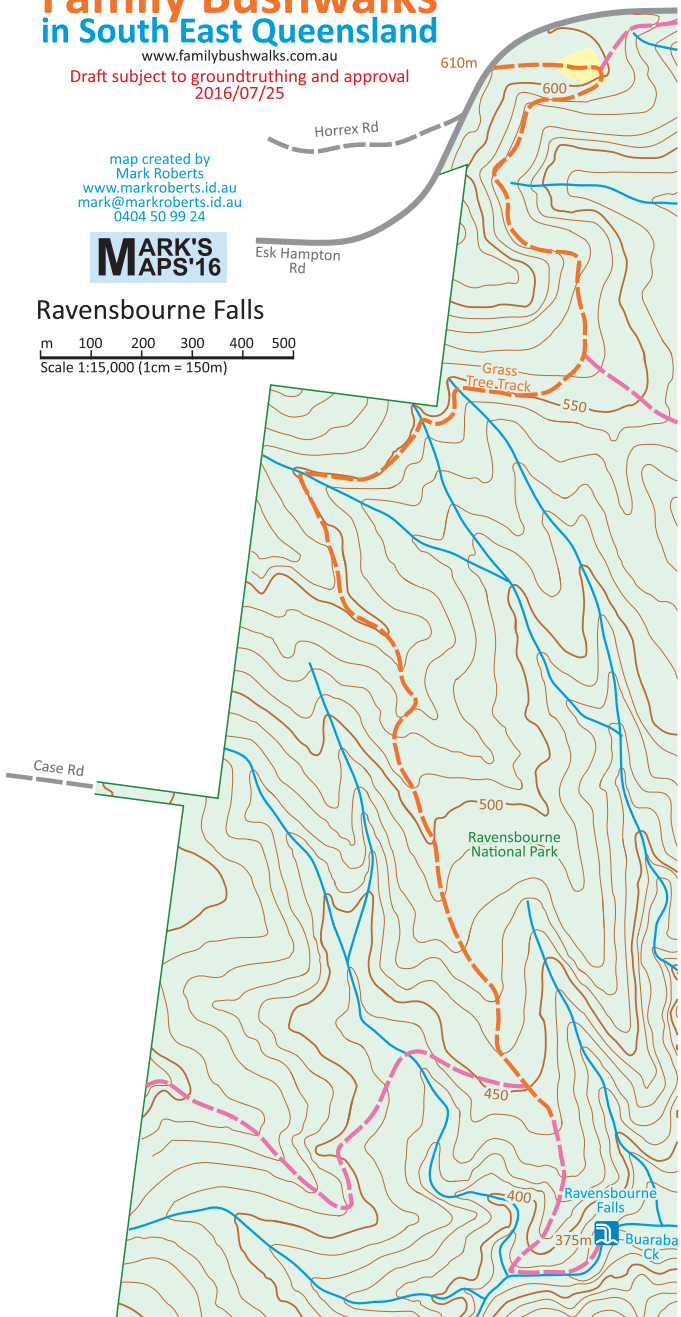 Family Bushwalks
in South East Queensland
www.familybushwalks.com.au
Draft subject to groundtruthing and approval
2016/07/25
610m
600
Horrex Rd
map created by
Mark Roberts
www.markroberts.id.au
mark@markroberts.id.au
0404 50 99 24
MARK'S
MAPS'16
Esk Hampton
Rd
Ravensbourne Falls
m 100 200 300 400 500
Scale 1:15,000 (1cm = 150m)
Grass
Tree Track
550
Case Rd
500
Ravensbourne
National Park
450
400
Ravensbourne
Falls
375m
Buaraba
Ck